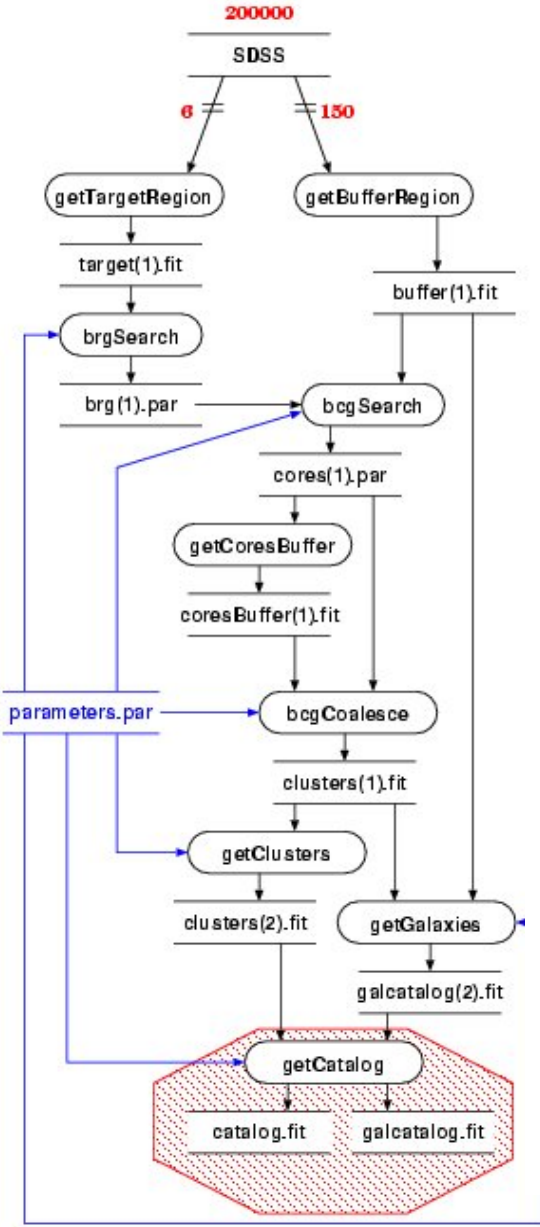 200000
SDSS
6
150
getTargetRegion
getBufferRegion
target(1).fit
buffer(1).fit
brgSearch
brg(1).par
bcgSearch
cores(1).par
getCoresBuffer
coresBuffer(1).fit
parameters.par
bcgCoalesce
clusters(1).fit
getClusters
clusters(2).fit
getGalaxies
galcatalog(2).fit
getCatalog
catalog.fit
galcatalog.fit